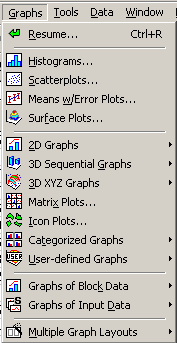 Graphs Tools Data Window
Resume... Ctrl+R
Histograms...
Scatterplots...
Means w/Error Plots...
Surface Plots...
2D Graphs
3D Sequential Graphs
3D XYZ Graphs
Matrix Plots...
Icon Plots...
Categorized Graphs
USER User-defined Graphs
Graphs of Block Data
Graphs of Input Data
Multiple Graph Layouts